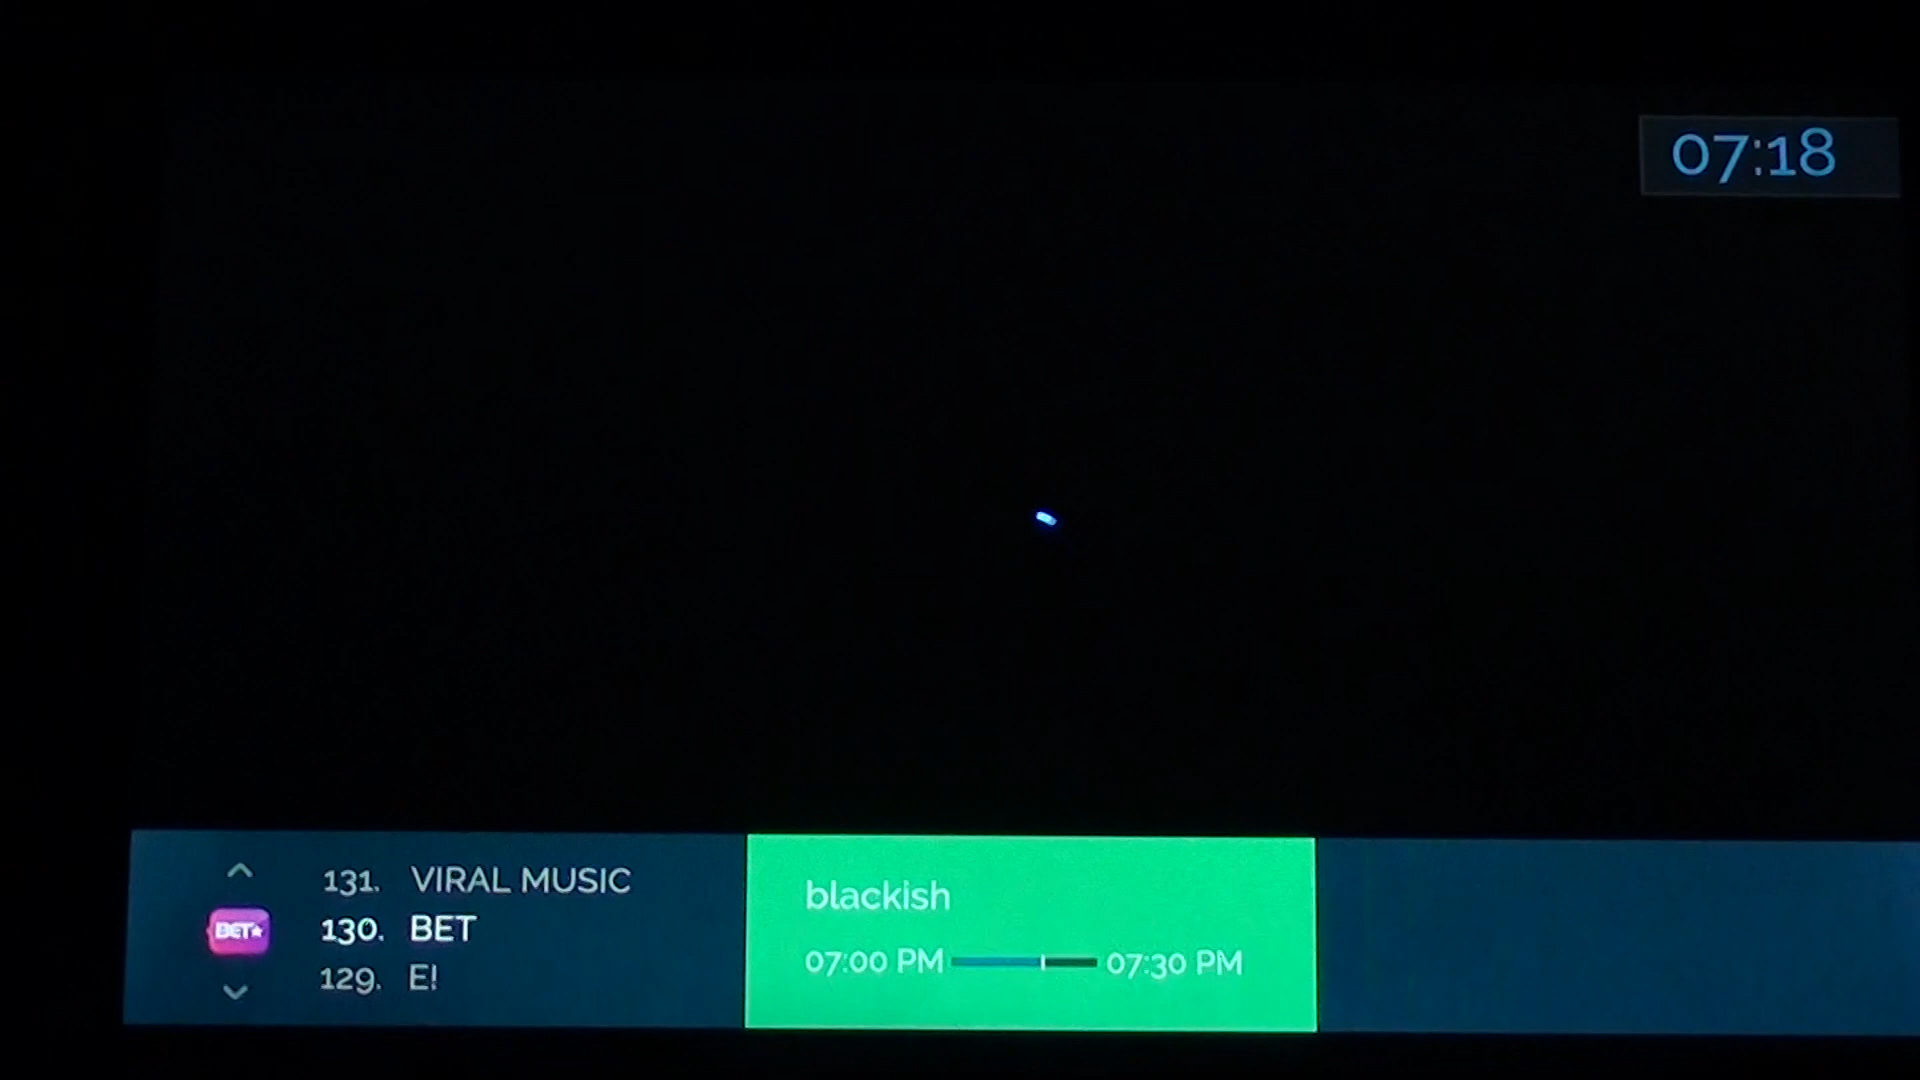 07:18
131. VIRAL MUSIC
BET
130. BET
129. E!
blackish
07:00 PM 07:30 PM